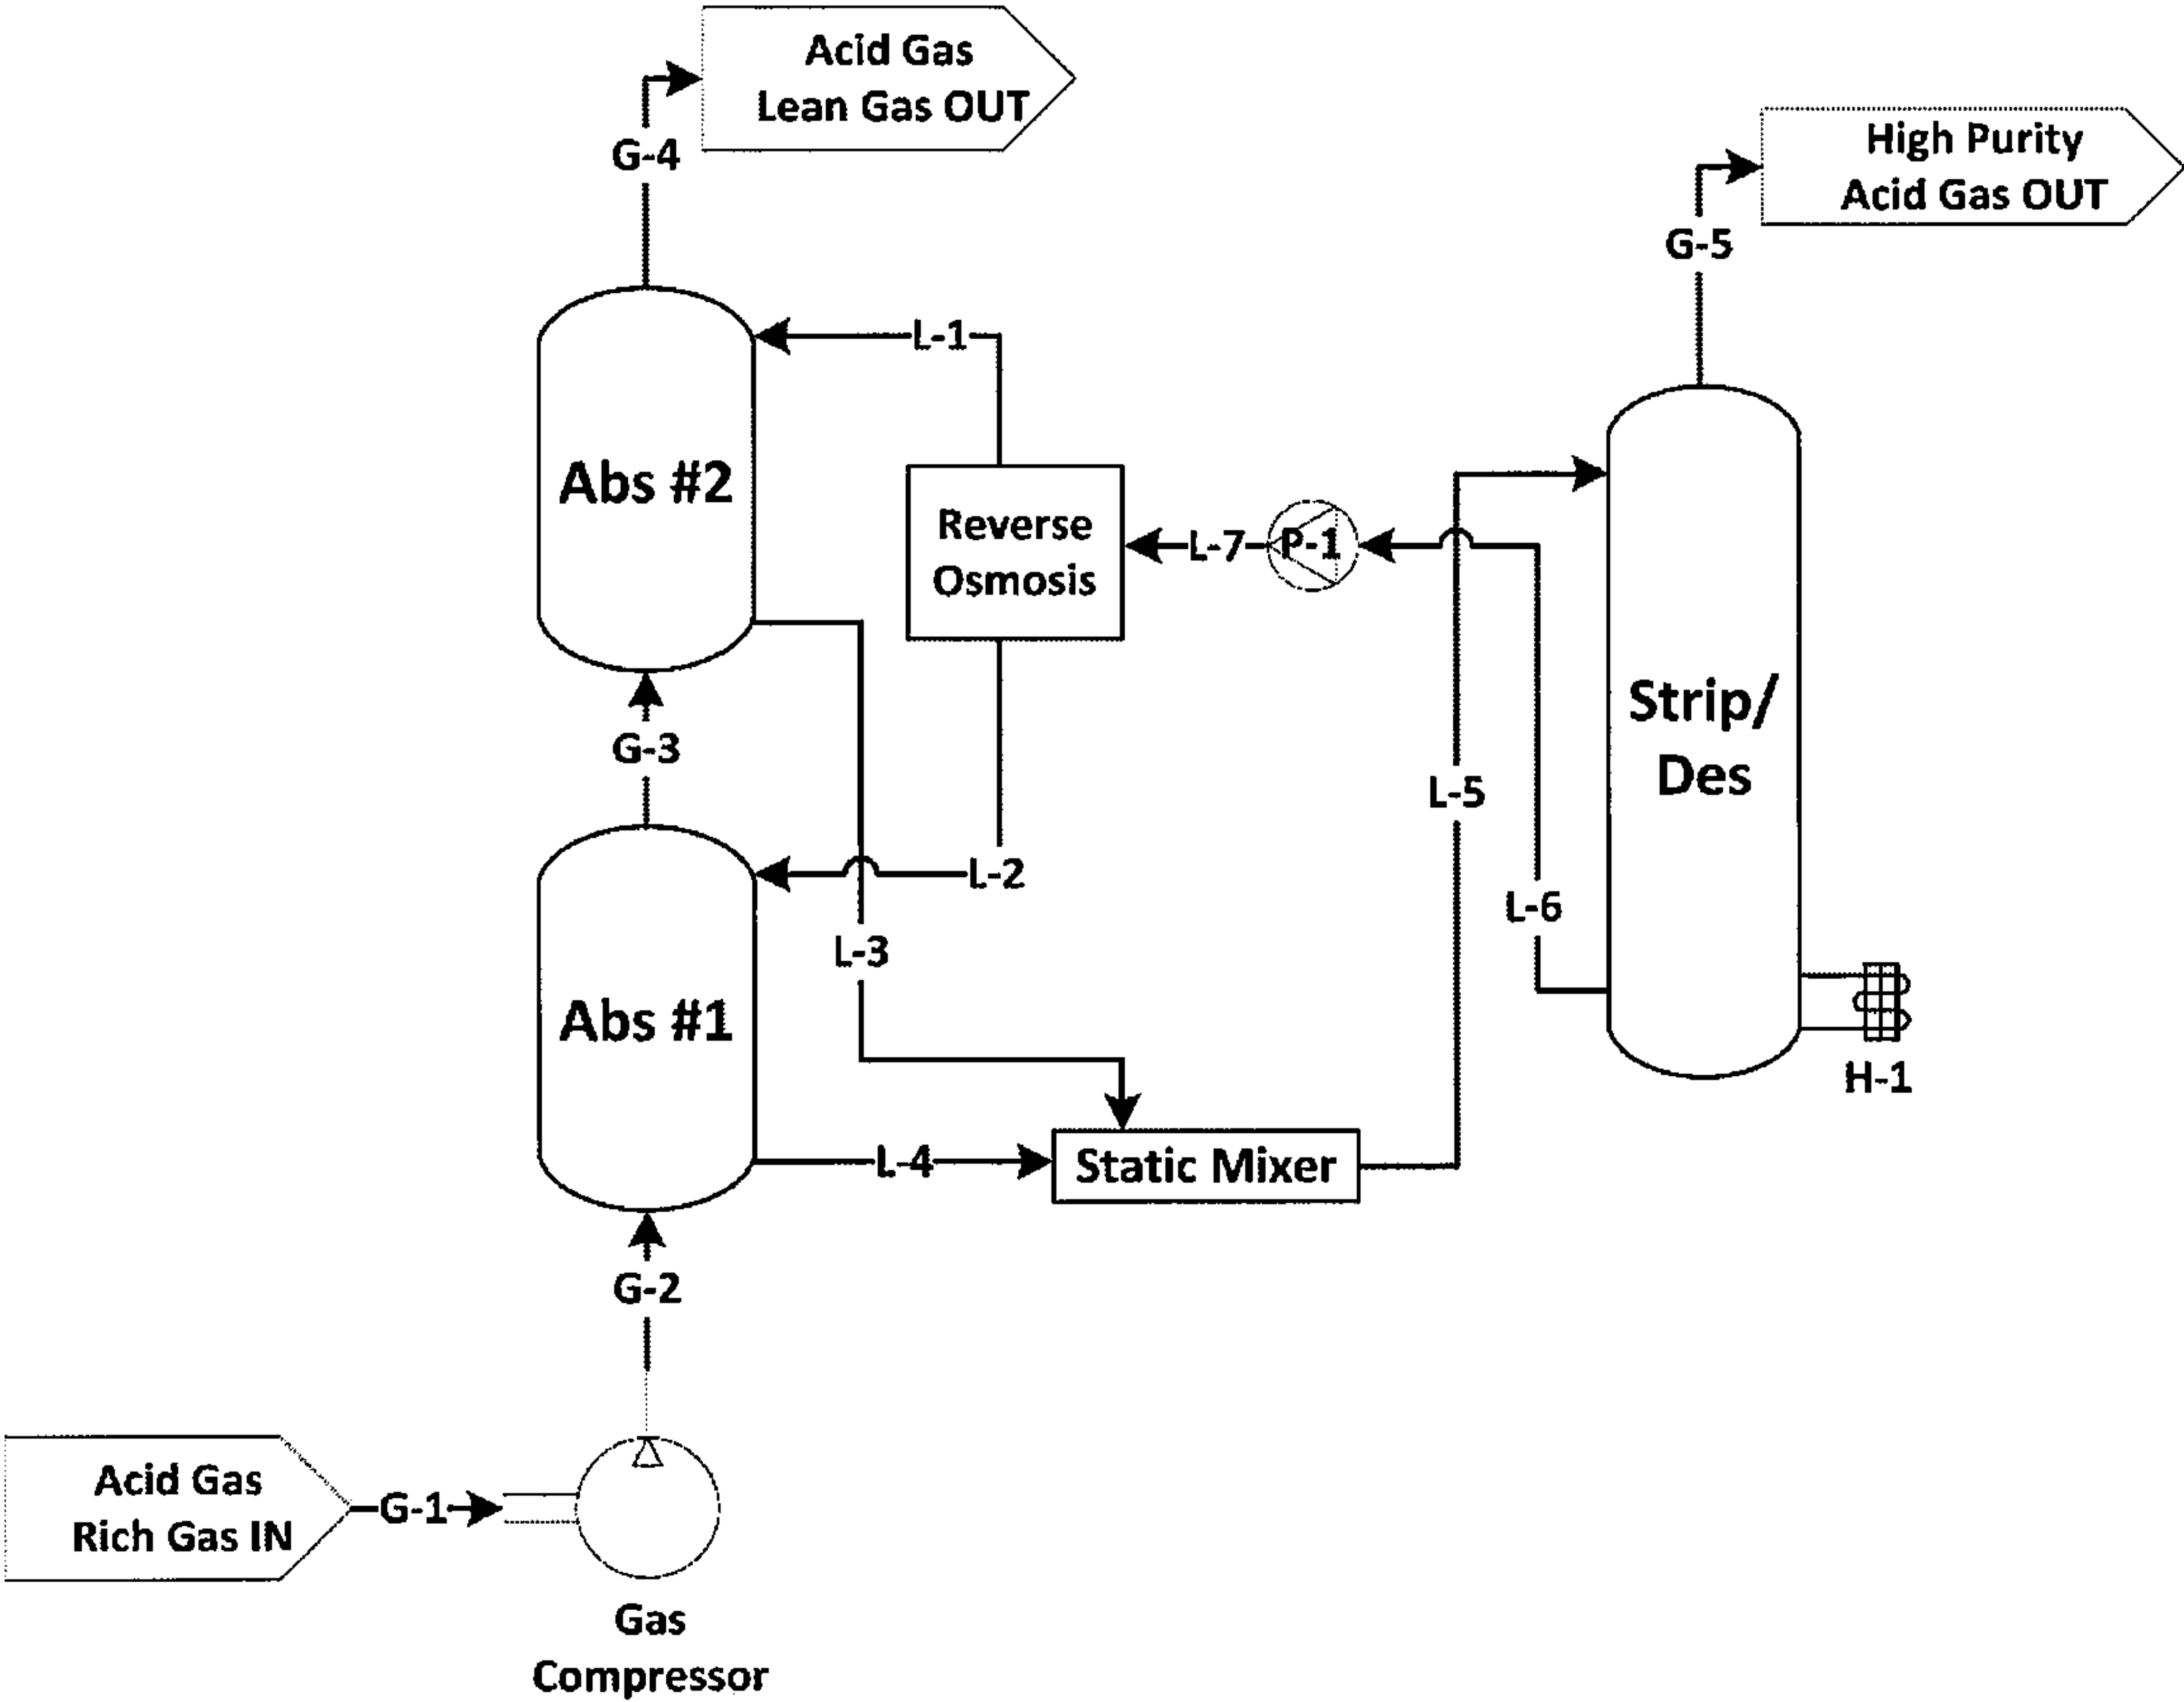 Acid Gas
Lean Gas OUT
High Purity
Acid Gas OUT
G-4
G-5
L-1
Abs #2
Reverse
Osmosis
L-7
P-1
Strip/
Des
G-3
L-5
L-2
L-6
L-3
Abs #1
H-1
L-4
Static Mixer
G-2
Acid Gas
Rich Gas IN
G-1
Gas
Compressor